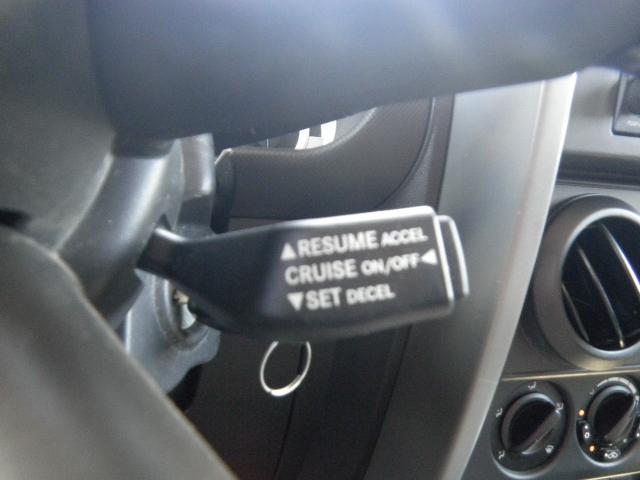 ▲RESUME ACCEL
CRUISE ON/OFF◄
▼SET DECEL